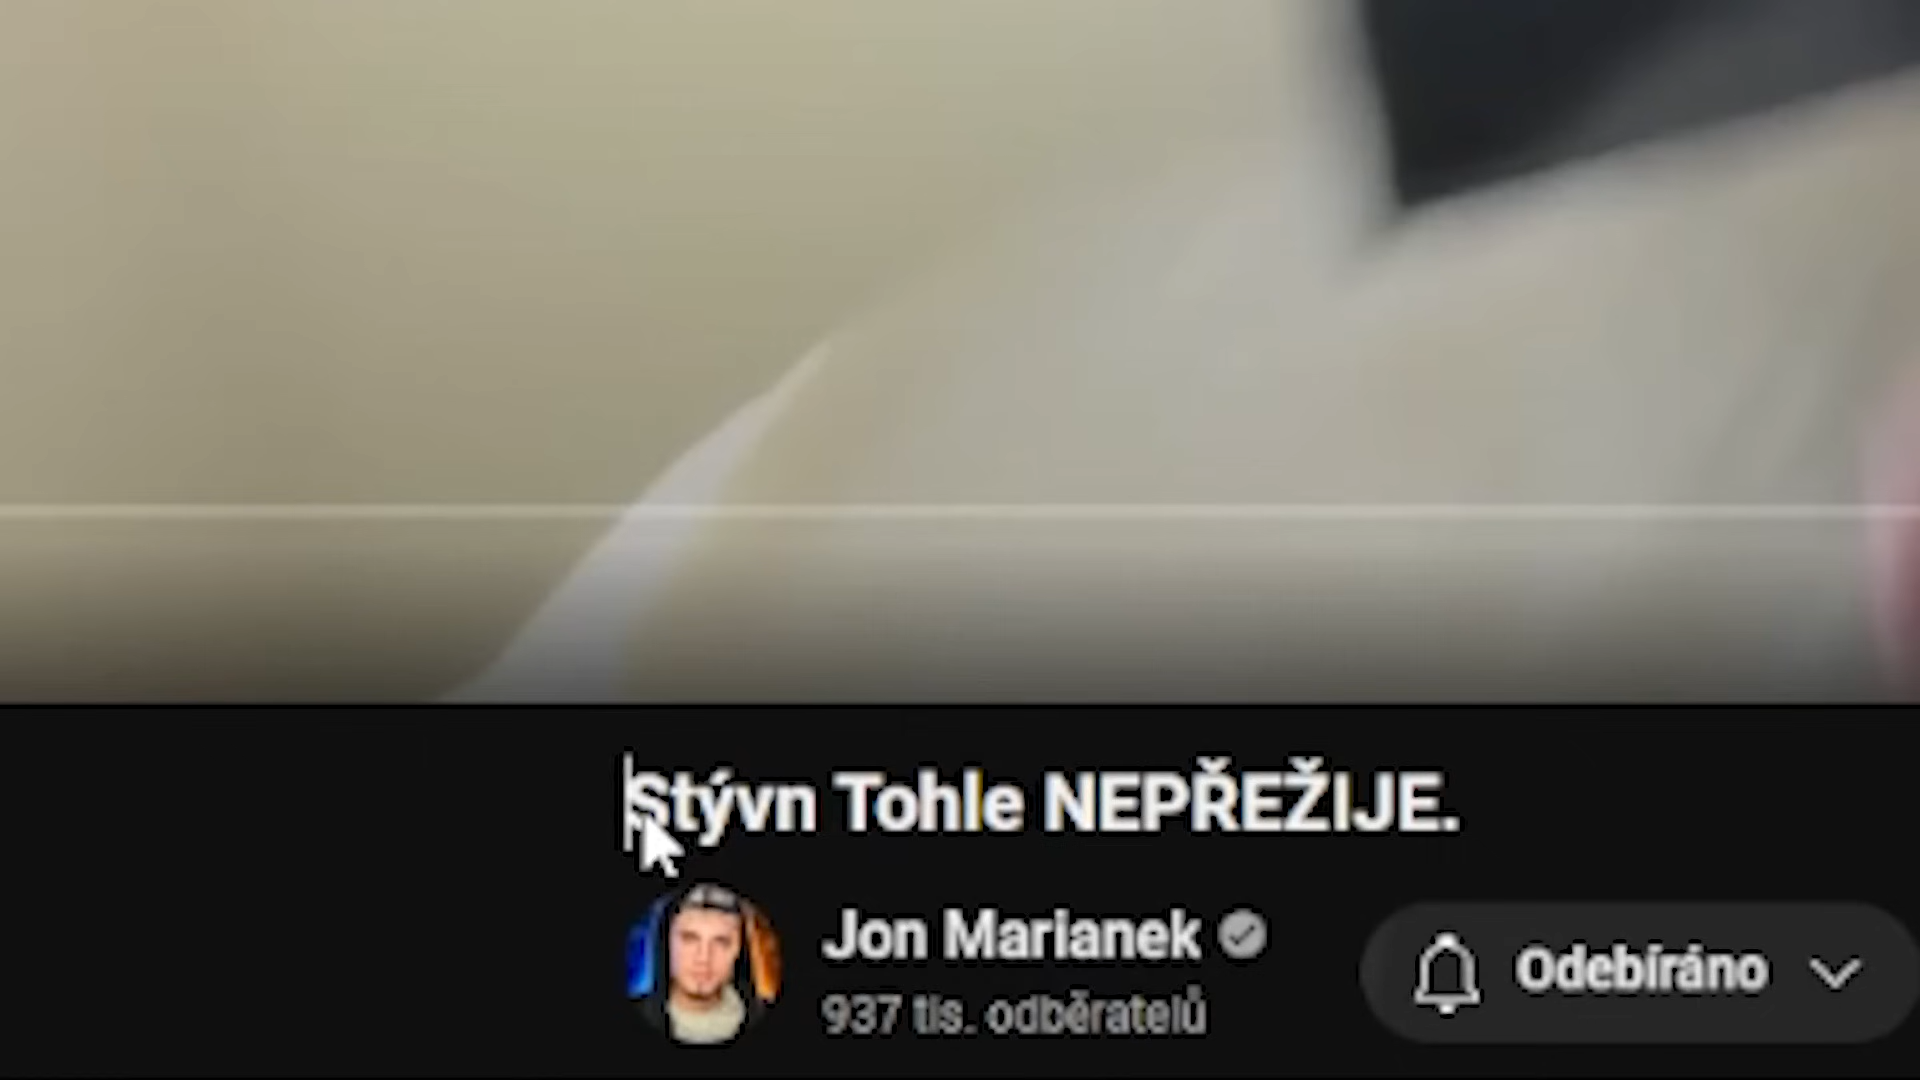 Stývn Tohle NEPŘEŽIJE.
Jon Marianek
937 tis. odběratelů
Odebíráno